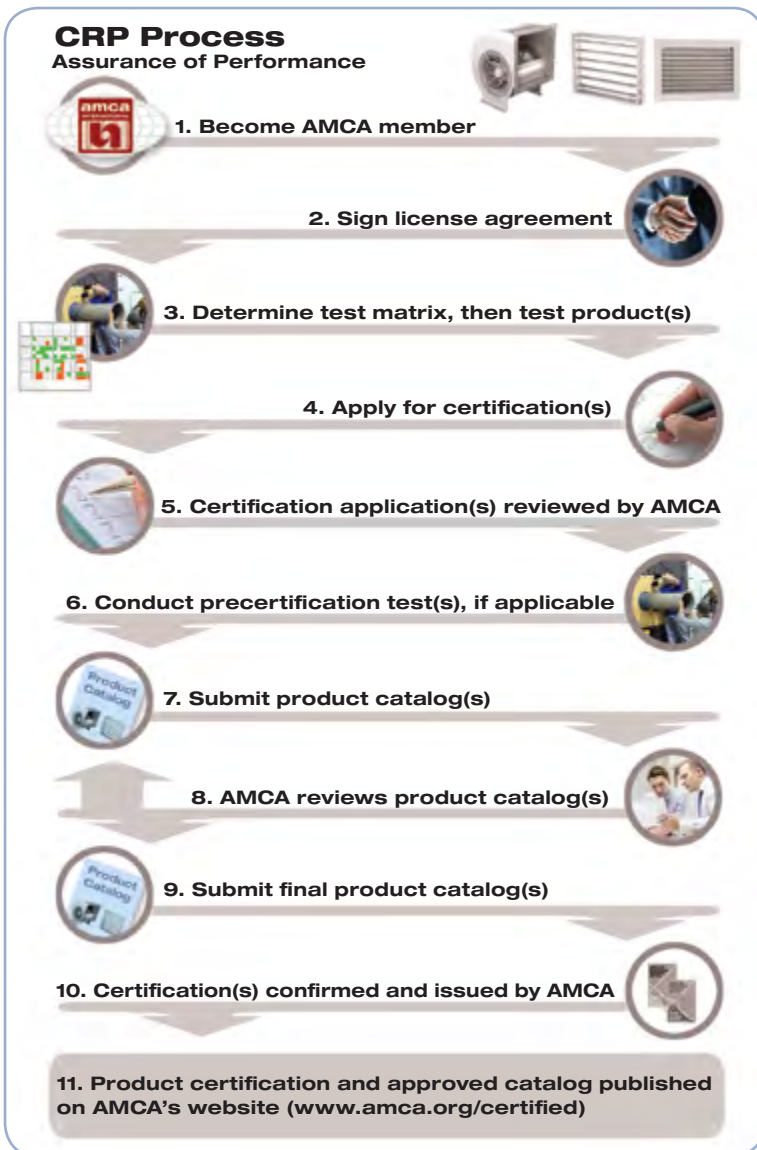 CRP Process
Assurance of Performance
amca
1. Become AMCA member
2. Sign license agreement
3. Determine test matrix, then test product(s)
4. Apply for certification(s)
5. Certification application(s) reviewed by AMCA
6. Conduct precertification test(s), if applicable
Product
Catalog
7. Submit product catalog(s)
8. AMCA reviews product catalog(s)
Product
Catalog
9. Submit final product catalog(s)
10. Certification(s) confirmed and issued by AMCA
11. Product certification and approved catalog published
on AMCA's website (www.amca.org/certified)